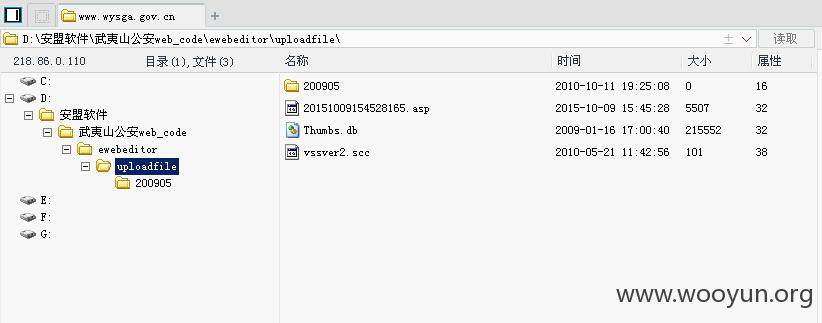 www.wysga.gov.cn
D:\安盟软件\武夷山公安web_code\ewebeditor\uploadfile\
读取
218.86.0.110 目录(1),文件(3) 名称 时间 大小 属性
C:
D:
安盟软件
武夷山公安web_code
ewebeditor
uploadfile
200905
E:
F:
G:
200905 2010-10-11 19:25:08 0 16
20151009154528165.asp 2015-10-09 15:45:28 5507 32
Thumbs.db 2009-01-16 17:00:40 215552 32
vssver2.scc 2010-05-21 11:42:56 101 38
www.wooyun.org